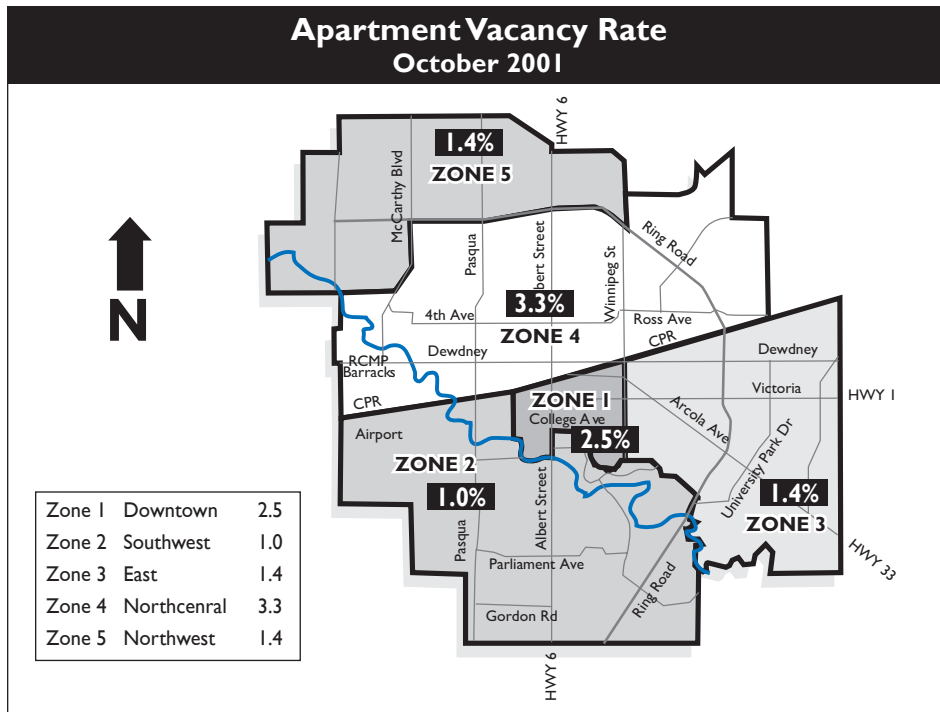 Apartment Vacancy Rate
October 2001
HWY 6
1.4%
ZONE 5
McCarthy Blvd
Pasqua
bert Street
Winnipeg St
Ring Road
3.3%
4th Ave
ZONE 4
Ross Ave
CPR
Dewdney
Dewdney
RCMP
Barracks
Victoria
HWY 1
CPR
ZONE 1
College Ave
Arcola Ave
Airport
2.5%
ZONE 2
University Park Dr
1.0%
Albert Street
1.4%
ZONE 3
Pasqua
Parliament Ave
HWY 33
Ring Road
Gordon Rd
HWY 6
N
Zone 1 Downtown 2.5
Zone 2 Southwest 1.0
Zone 3 East 1.4
Zone 4 Northcenral 3.3
Zone 5 Northwest 1.4